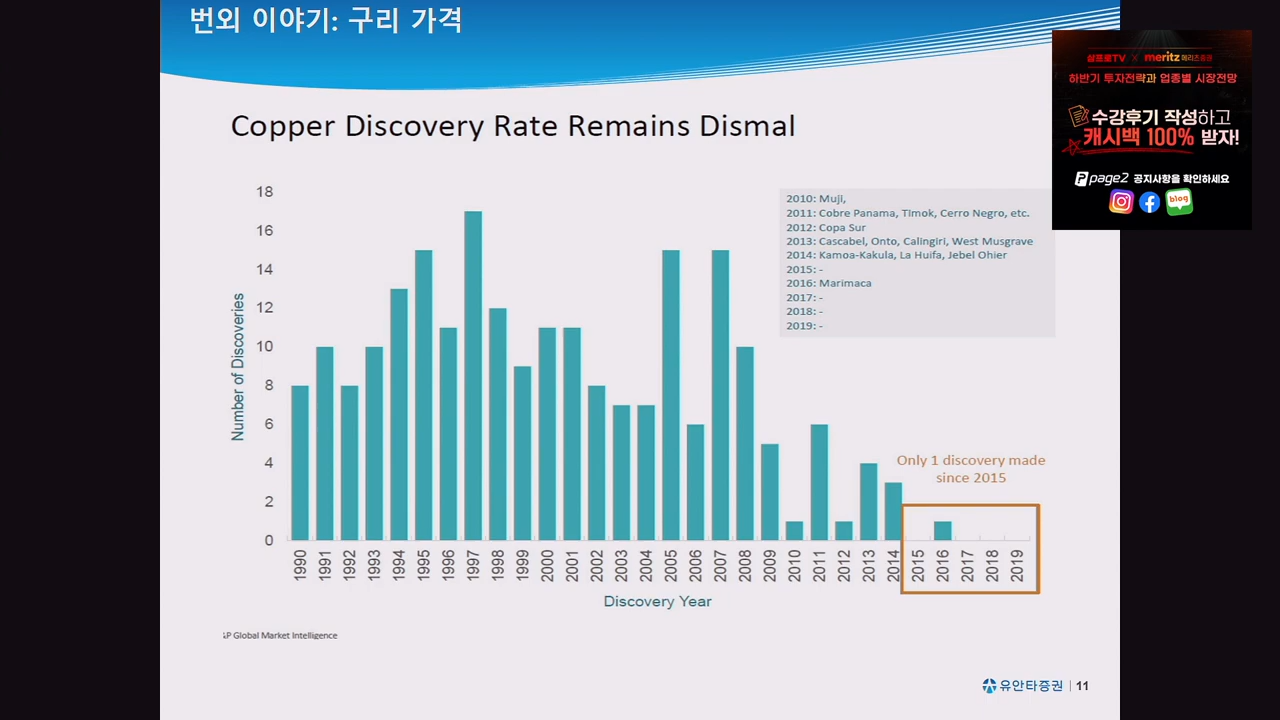 번외 이야기: 구리 가격
삼프로TV × meritz 메리츠증권
하반기 투자전략과 업종별 시장전망
수강후기 작성하고
캐시백 100% 받자!
page2 공지사항을 확인하세요
blog
Copper Discovery Rate Remains Dismal
2010: Muji,
2011: Cobre Panama, TImok, Cerro Negro, etc.
2012: Copa Sur
2013: Cascabel, Onto, Calingiri, West Musgrave
2014: Kamoa-Kakula, La Huifa, Jebel Ohier
2015: -
2016: Marimaca
2017: -
2018: -
2019: -
Number of Discoveries
18
16
14
12
10
8
6
4
2
0
Only 1 discovery made
since 2015
1990 1991 1992 1993 1994 1995 1996 1997 1998 1999 2000 2001 2002 2003 2004 2005 2006 2007 2008 2009 2010 2011 2012 2013 2014 2015 2016 2017 2018 2019
Discovery Year
&P Global Market Intelligence
유안타증권 | 11